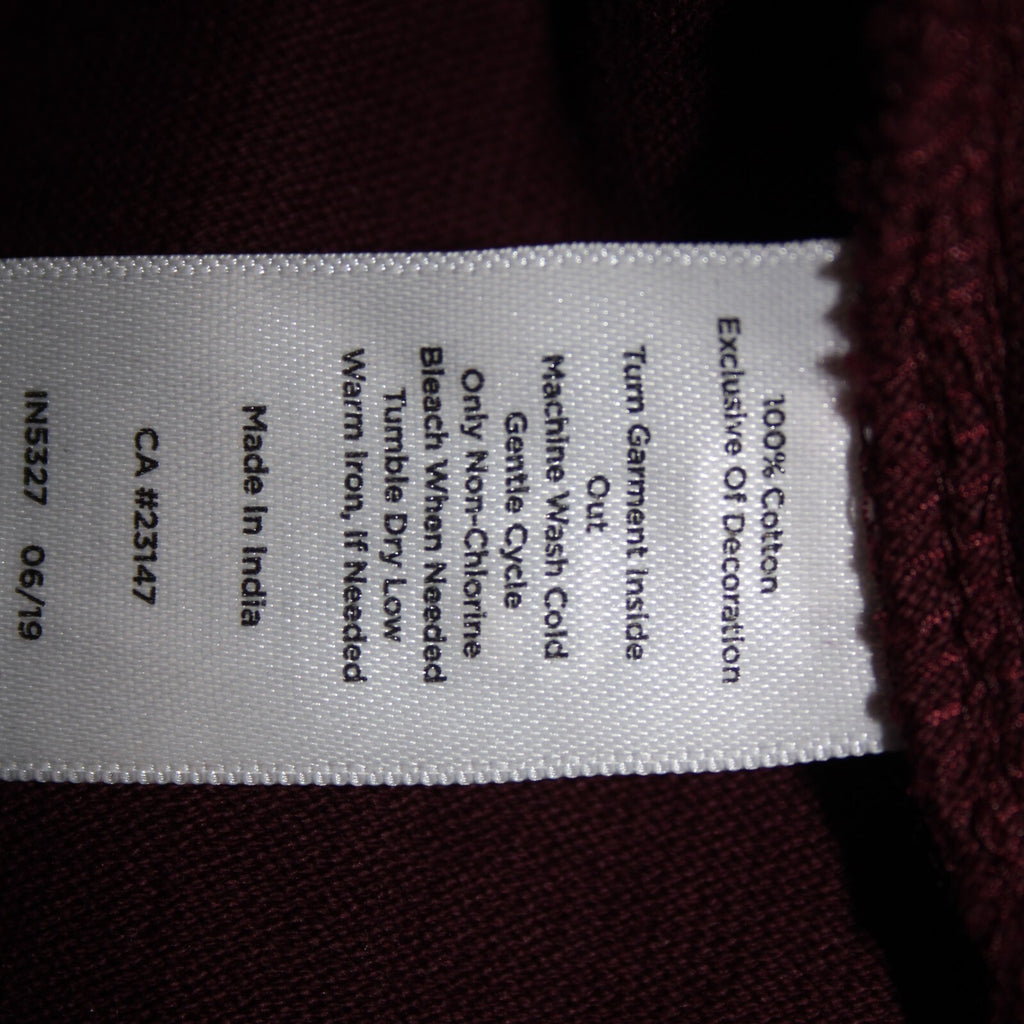 100% Cotton
Exclusive Of Decoration
Turn Garment Inside
Out
Machine Wash Cold
Gentle Cycle
Only Non-Chlorine
Bleach When Needed
Tumble Dry Low
Warm Iron, If Needed
Made In India
CA #23147
IN5327 06/19